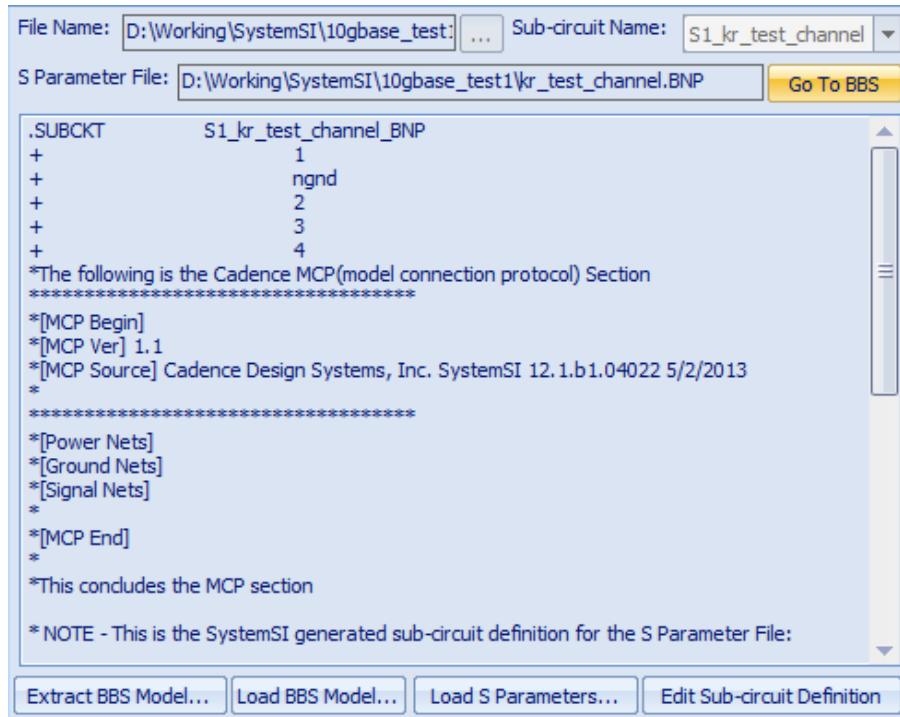 File Name: D:\Working\SystemSI\10gbase_test1 ... Sub-circuit Name: S1_kr_test_channel
S Parameter File: D:\Working\SystemSI\10gbase_test1\kr_test_channel.BNP Go To BBS
.SUBCKT S1_kr_test_channel_BNP
+ 1
+ ngnd
+ 2
+ 3
+ 4
*The following is the Cadence MCP(model connection protocol) Section
***********************************
*[MCP Begin]
*[MCP Ver] 1.1
*[MCP Source] Cadence Design Systems, Inc. SystemSI 12.1.b1.04022 5/2/2013
*
***********************************
*[Power Nets]
*[Ground Nets]
*[Signal Nets]
*
*[MCP End]
*
*This concludes the MCP section
* NOTE - This is the SystemSI generated sub-circuit definition for the S Parameter File:
Extract BBS Model... Load BBS Model... Load S Parameters... Edit Sub-circuit Definition